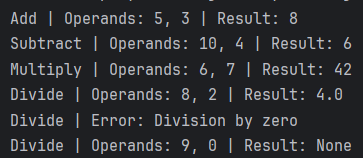 Add | Operands: 5, 3 | Result: 8
Subtract | Operands: 10, 4 | Result: 6
Multiply | Operands: 6, 7 | Result: 42
Divide | Operands: 8, 2 | Result: 4.0
Divide | Error: Division by zero
Divide | Operands: 9, 0 | Result: None